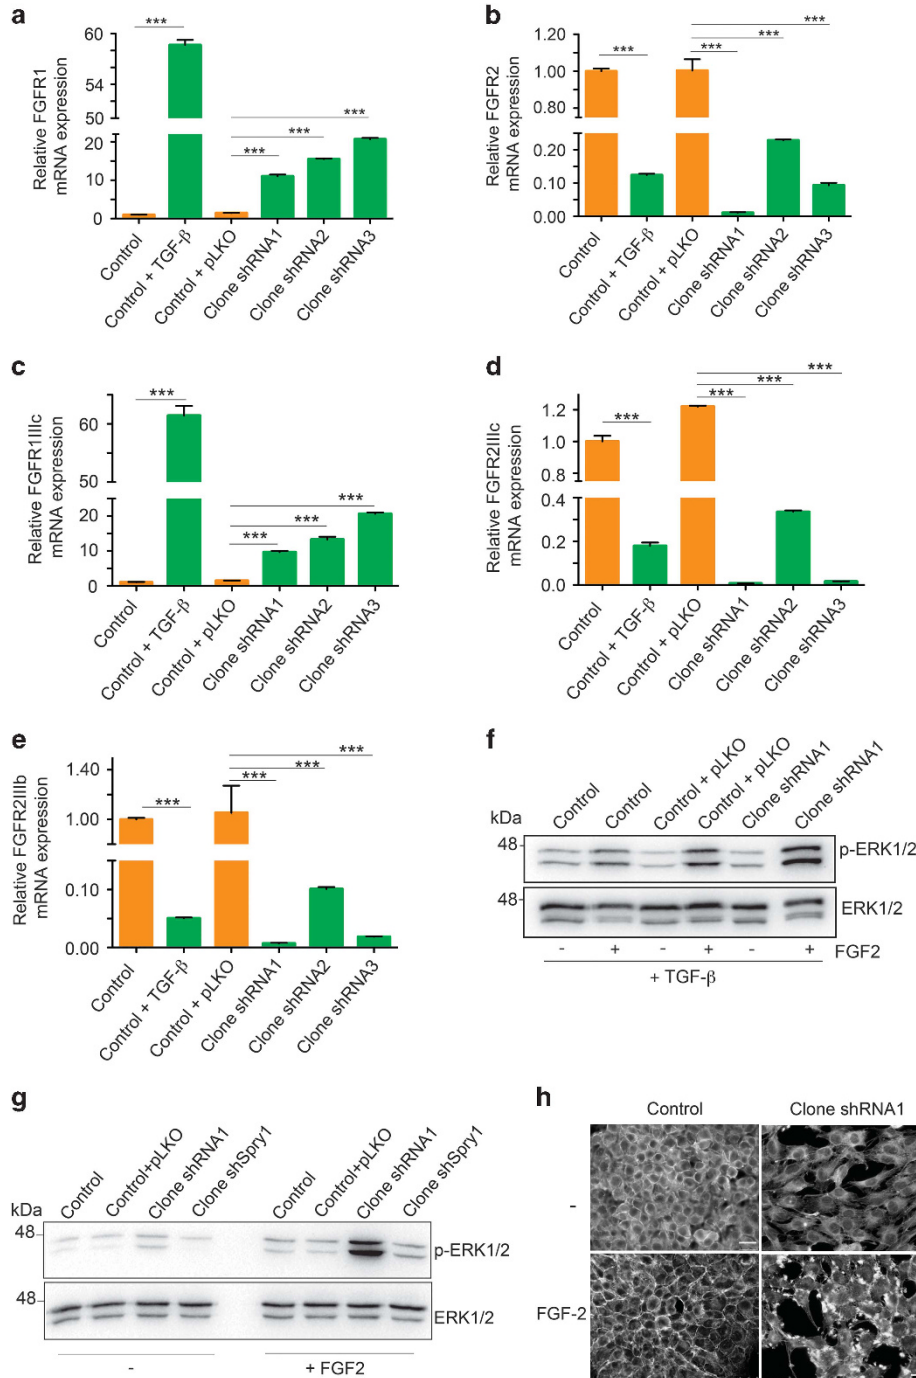 a
Relative FGFR1
mRNA expression
60
54
50
20
10
0
***
***
***
***
Control
Control + TGF-β
Control + pLKO
Clone shRNA1
Clone shRNA2
Clone shRNA3
b
Relative FGFR2
mRNA expression
1.20
1.00
0.80
0.20
0.10
0.00
***
***
***
***
Control
Control + TGF-β
Control + pLKO
Clone shRNA1
Clone shRNA2
Clone shRNA3
c
Relative FGFR1IIIc
mRNA expression
60
50
20
10
0
***
***
***
***
Control
Control + TGF-β
Control + pLKO
Clone shRNA1
Clone shRNA2
Clone shRNA3
d
Relative FGFR2IIIc
mRNA expression
1.2
1.0
0.8
0.4
0.2
0.0
***
***
***
***
Control
Control + TGF-β
Control + pLKO
Clone shRNA1
Clone shRNA2
Clone shRNA3
e
Relative FGFR2IIIb
mRNA expression
1.40
1.00
0.10
0.00
***
***
***
***
Control
Control + TGF-β
Control + pLKO
Clone shRNA1
Clone shRNA2
Clone shRNA3
f
kDa
Control
Control
Control + pLKO
Control + pLKO
Clone shRNA1
Clone shRNA1
48
p-ERK1/2
48
ERK1/2
- + - + - + FGF2
+ TGF-β
g
kDa
Control
Control+pLKO
Clone shRNA1
Clone shSpry1
Control
Control+pLKO
Clone shRNA1
Clone shSpry1
48
p-ERK1/2
48
ERK1/2
-
+ FGF2
h
Control
Clone shRNA1
-
FGF-2